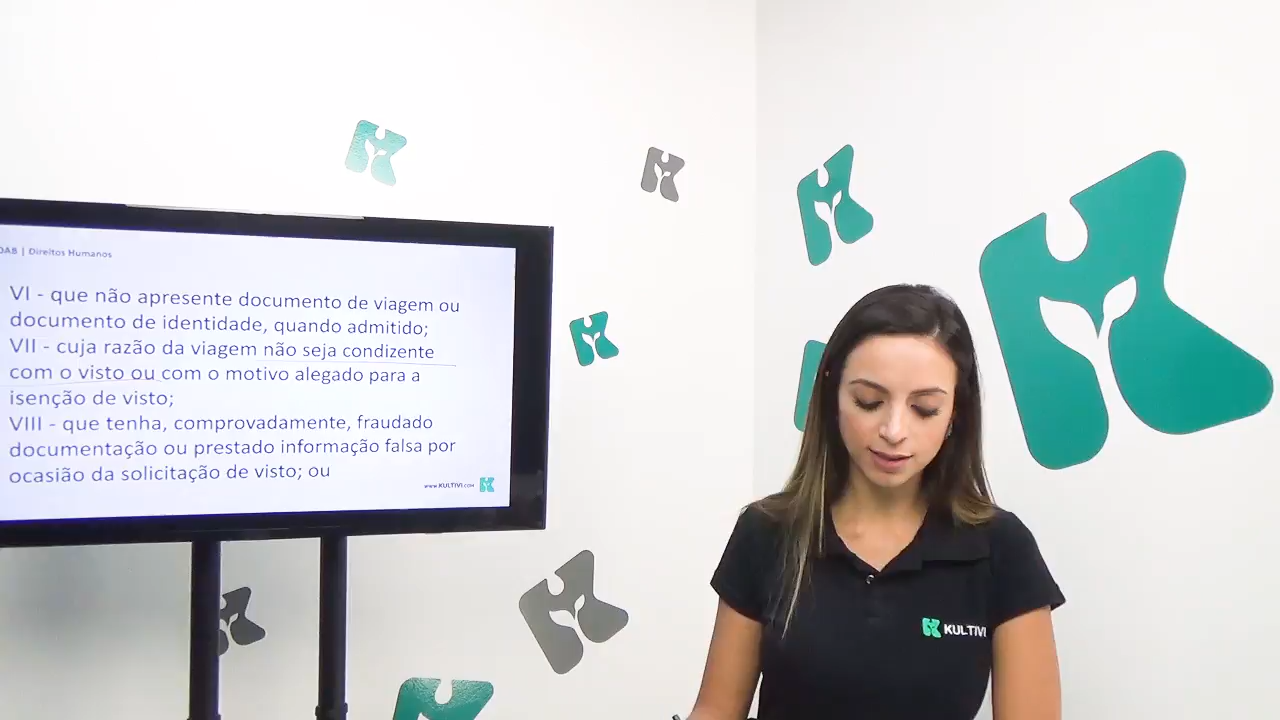 OAB | Direitos Humanos
VI - que não apresente documento de viagem ou
documento de identidade, quando admitido;
VII - cuja razão da viagem não seja condizente
com o visto ou com o motivo alegado para a
isenção de visto;
VIII - que tenha, comprovadamente, fraudado
documentação ou prestado informação falsa por
ocasião da solicitação de visto; ou
www.KULTIVI.COM
KULTIVI